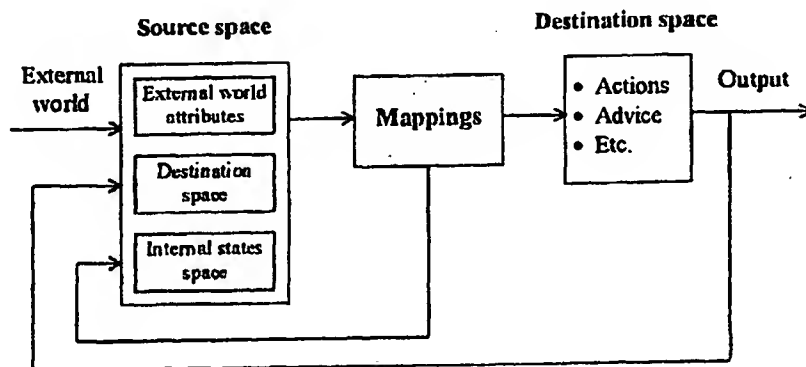 Source space
Destination space
External
world
External world
attributes
Destination
space
Internal states
space
Mappings
• Actions
• Advice
• Etc.
Output